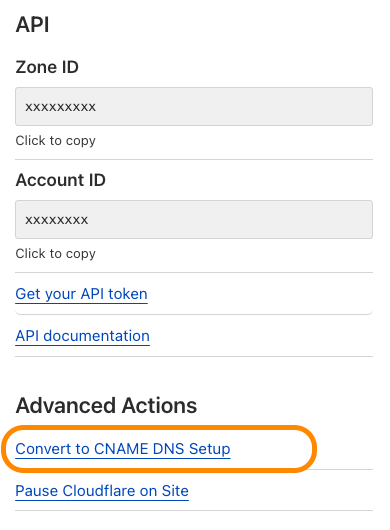 API
Zone ID
xxxxxxxxx
Click to copy
Account ID
xxxxxxxx
Click to copy
Get your API token
API documentation
Advanced Actions
Convert to CNAME DNS Setup
Pause Cloudflare on Site